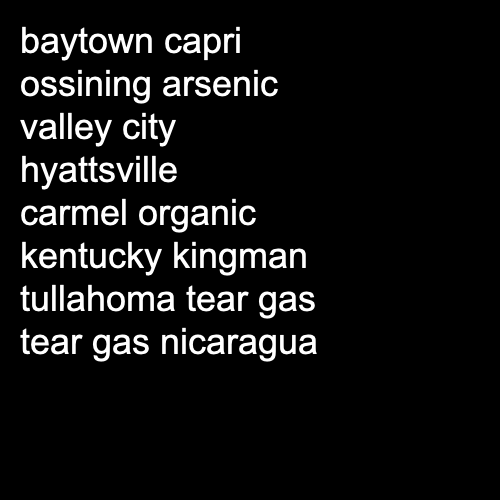 baytown capri
ossining arsenic
valley city
hyattsville
carmel organic
kentucky kingman
tullahoma tear gas
tear gas nicaragua